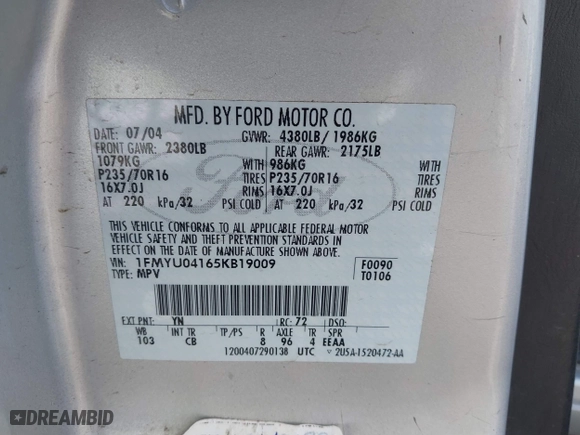 MFD. BY FORD MOTOR CO.
DATE: 07/04 GVWR: 4380LB/ 1986KG
FRONT GAWR: 2380LB REAR GAWR: 2175LB
1079KG WITH 986KG WITH
P235/70R16 TIRES P235/70R16 TIRES
16X7.0J RIMS 16X7.0J RIMS
AT 220 kPa/32 PSI COLD AT 220 kPa/32 PSI COLD
THIS VEHICLE CONFORMS TO ALL APPLICABLE FEDERAL MOTOR
VEHICLE SAFETY AND THEFT PREVENTION STANDARDS IN
EFFECT ON THE DATE OF MANUFACTURE SHOWN ABOVE.
VIN: 1FMYU04165KB19009 F0090
TYPE: MPV T0106
Ford
EXT PNT: YN RC: 72 DSO:
WB INT TR TP/PS R AXLE TR SPR
103 CB 8 96 4 EEAA
1200407290138 UTC ▽ 2U5A-1520472-AA
DREAMBID